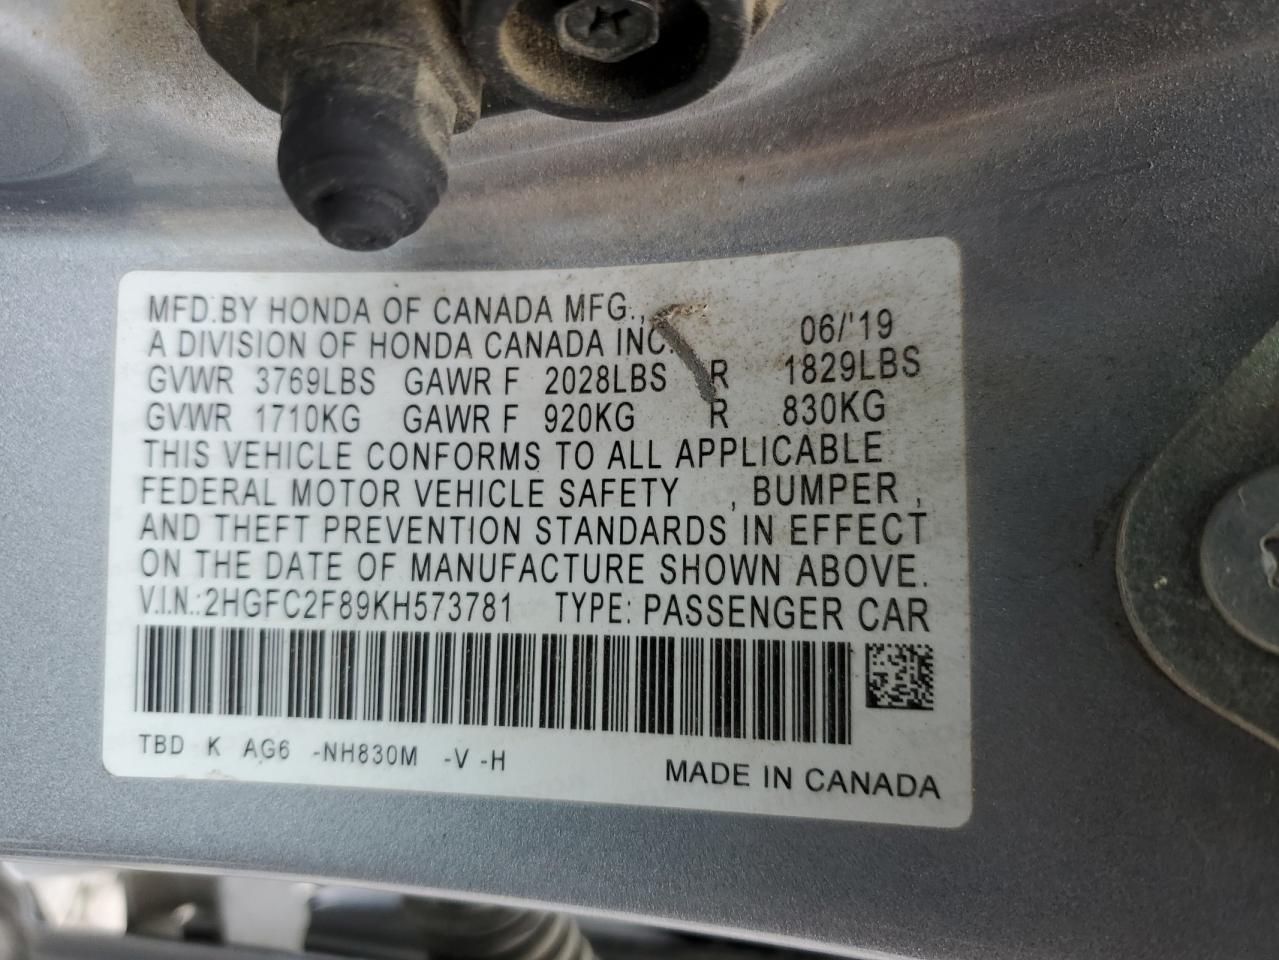 MFD.BY HONDA OF CANADA MFG.,
A DIVISION OF HONDA CANADA INC. 06/'19
GVWR 3769LBS GAWR F 2028LBS R 1829LBS
GVWR 1710KG GAWR F 920KG R 830KG
THIS VEHICLE CONFORMS TO ALL APPLICABLE
FEDERAL MOTOR VEHICLE SAFETY , BUMPER ,
AND THEFT PREVENTION STANDARDS IN EFFECT
ON THE DATE OF MANUFACTURE SHOWN ABOVE.
V.I.N.:2HGFC2F89KH573781 TYPE: PASSENGER CAR
TBD K AG6 -NH830M -V -H
MADE IN CANADA